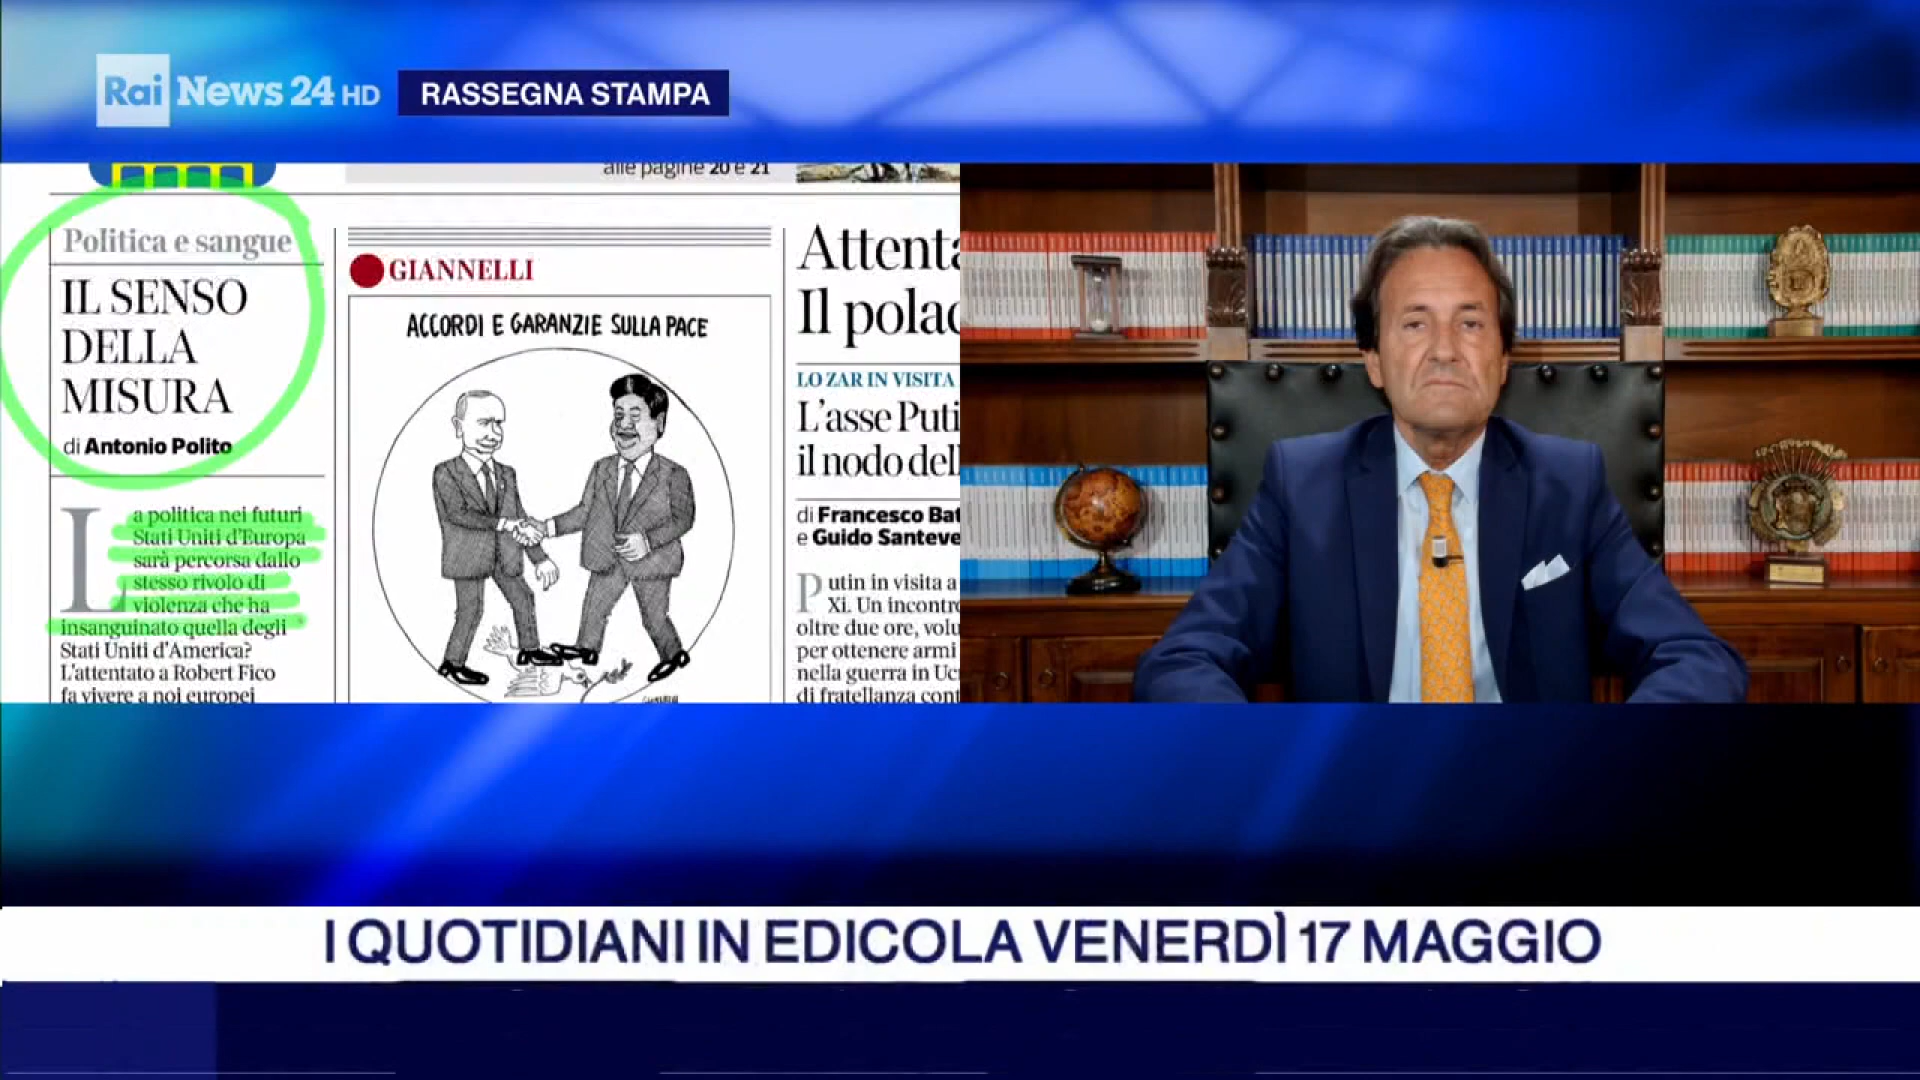 Rai News 24 HD
RASSEGNA STAMPA
alle pagine 20 e 21
Politica e sangue
IL SENSO
DELLA
MISURA
di Antonio Polito
La politica nei futuri
Stati Uniti d'Europa
sarà percorsa dallo
stesso rivolo di
violenza che ha
insanguinato quella degli
Stati Uniti d'America?
L'attentato a Robert Fico
fa vivere a noi europei
GIANNELLI
ACCORDI E GARANZIE SULLA PACE
Attenta
Il polac
LO ZAR IN VISITA
L'asse Puti
il nodo del
di Francesco Bat
e Guido Santeve
Putin in visita a
Xi. Un incontro
oltre due ore, volu
per ottenere armi
nella guerra in Uc
di fratellanza cont
I QUOTIDIANI IN EDICOLA VENERDÌ 17 MAGGIO